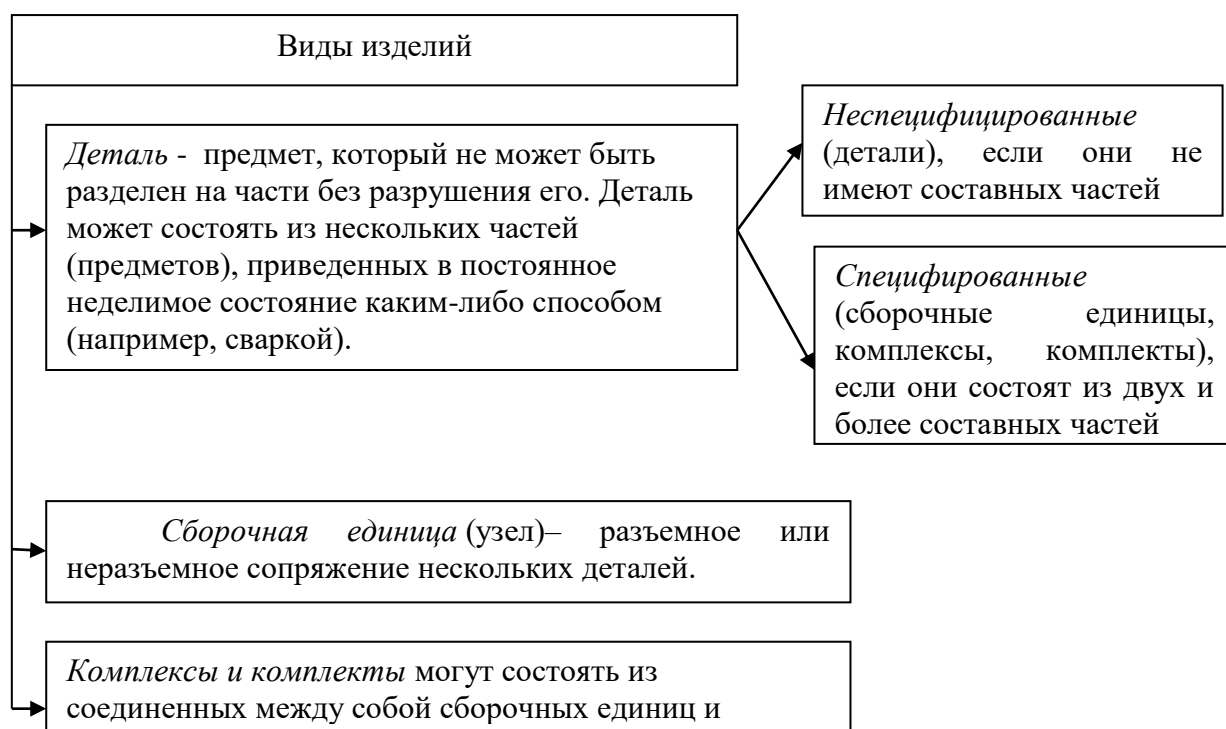 Виды изделий
Деталь - предмет, который не может быть
разделен на части без разрушения его. Деталь
может состоять из нескольких частей
(предметов), приведенных в постоянное
неделимое состояние каким-либо способом
(например, сваркой).
Неспецифицированные
(детали), если они не
имеют составных частей
Специфированные
(сборочные единицы,
комплексы, комплекты),
если они состоят из двух и
более составных частей
Сборочная единица (узел)– разъемное или
неразъемное сопряжение нескольких деталей.
Комплексы и комплекты могут состоять из
соединенных между собой сборочных единиц и